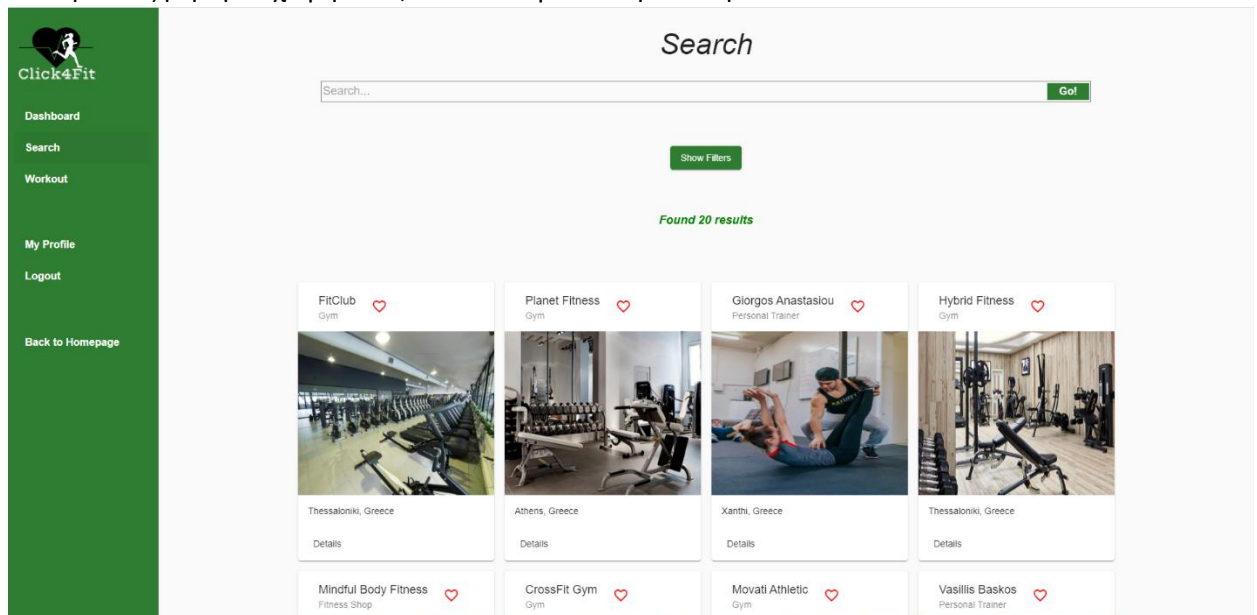 Click4Fit
Dashboard
Search
Workout
My Profile
Logout
Back to Homepage
Search
Search...
Go!
Show Filters
Found 20 results
FitClub
Gym
Planet Fitness
Gym
Giorgos Anastasiou
Personal Trainer
Hybrid Fitness
Gym
Thessaloniki, Greece
Details
Athens, Greece
Details
Xanthi, Greece
Details
Thessaloniki, Greece
Details
Mindful Body Fitness
Fitness Shop
CrossFit Gym
Gym
Movati Athletic
Gym
Vasillis Baskos
Personal Trainer